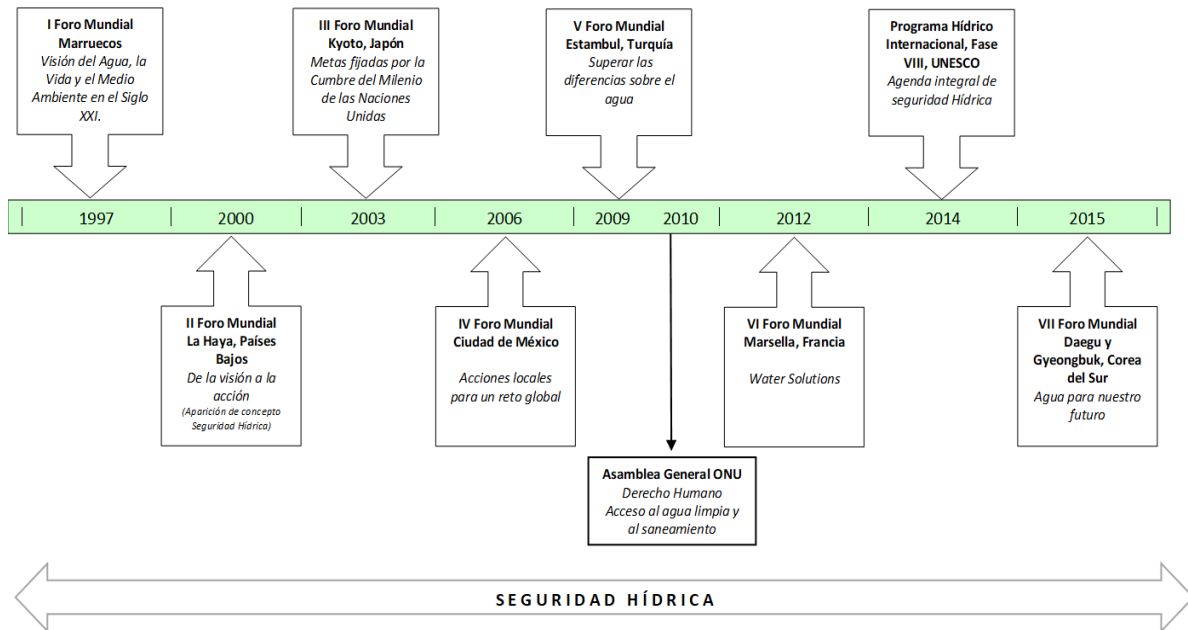 I Foro Mundial
Marruecos
Visión del Agua, la
Vida y el Medio
Ambiente en el Siglo
XXI.
III Foro Mundial
Kyoto, Japón
Metas fijadas por la
Cumbre del Milenio
de las Naciones
Unidas
V Foro Mundial
Estambul, Turquía
Superar las
diferencias sobre el
agua
Programa Hídrico
Internacional, Fase
VIII, UNESCO
Agenda integral de
seguridad Hídrica
1997
2000
2003
2006
2009
2010
2012
2014
2015
II Foro Mundial
La Haya, Países
Bajos
De la visión a la
acción
(Aparición de concepto
Seguridad Hídrica)
IV Foro Mundial
Ciudad de México
Acciones locales
para un reto global
VI Foro Mundial
Marsella, Francia
Water Solutions
VII Foro Mundial
Daegu y
Gyeongbuk, Corea
del Sur
Agua para nuestro
futuro
Asamblea General ONU
Derecho Humano
Acceso al agua limpia y
al saneamiento
SEGURIDAD HÍDRICA